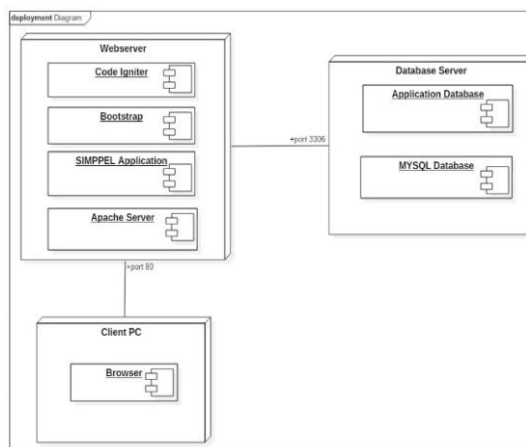 deployment Diagram
Webserver
Code Igniter
Bootstrap
SIMPPEL Application
Apache Server
+port 80
Client PC
Browser
+port 3306
Database Server
Application Database
MYSQL Database